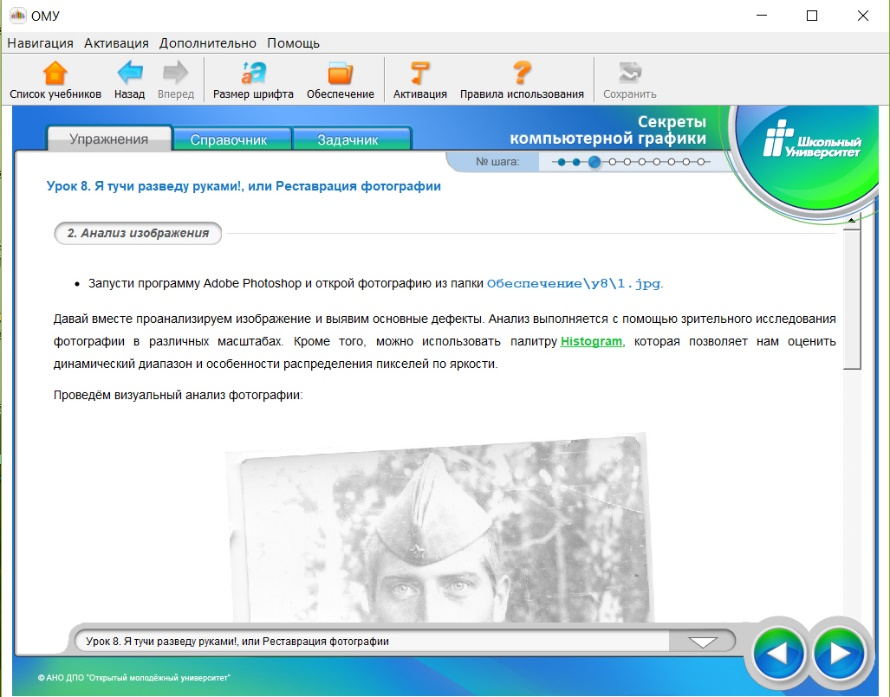 ОМУ
Навигация Активация Дополнительно Помощь
Список учебников Назад Вперед Размер шрифта Обеспечение Активация Правила использования Сохранить
Упражнения Справочник Задачник
Секреты
компьютерной графики
Школьный
Университет
№ шага:
Урок 8. Я тучи разведу руками!, или Реставрация фотографии
2. Анализ изображения
• Запусти программу Adobe Photoshop и открой фотографию из папки Обеспечение\y8\1.jpg.
Давай вместе проанализируем изображение и выявим основные дефекты. Анализ выполняется с помощью зрительного исследования
фотографии в различных масштабах. Кроме того, можно использовать палитру Histogram, которая позволяет нам оценить
динамический диапазон и особенности распределения пикселей по яркости.
Проведём визуальный анализ фотографии:
Урок 8. Я тучи разведу руками!, или Реставрация фотографии
© АНО ДПО "Открытый молодёжный университет"